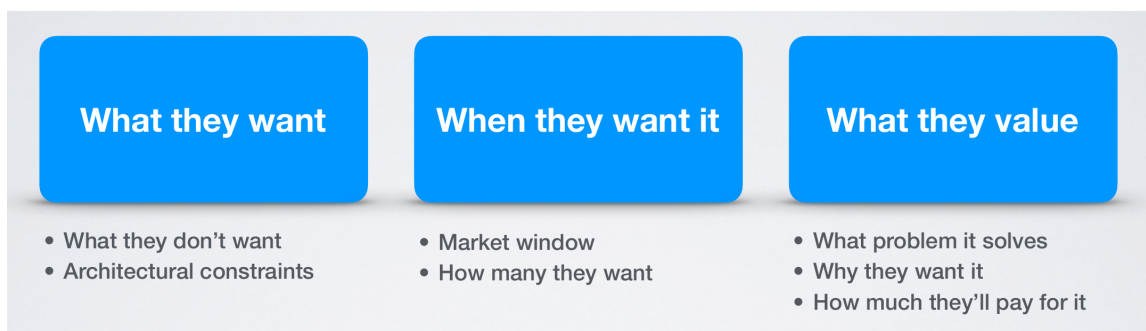 What they want
• What they don’t want
• Architectural constraints
When they want it
• Market window
• How many they want
What they value
• What problem it solves
• Why they want it
• How much they’ll pay for it